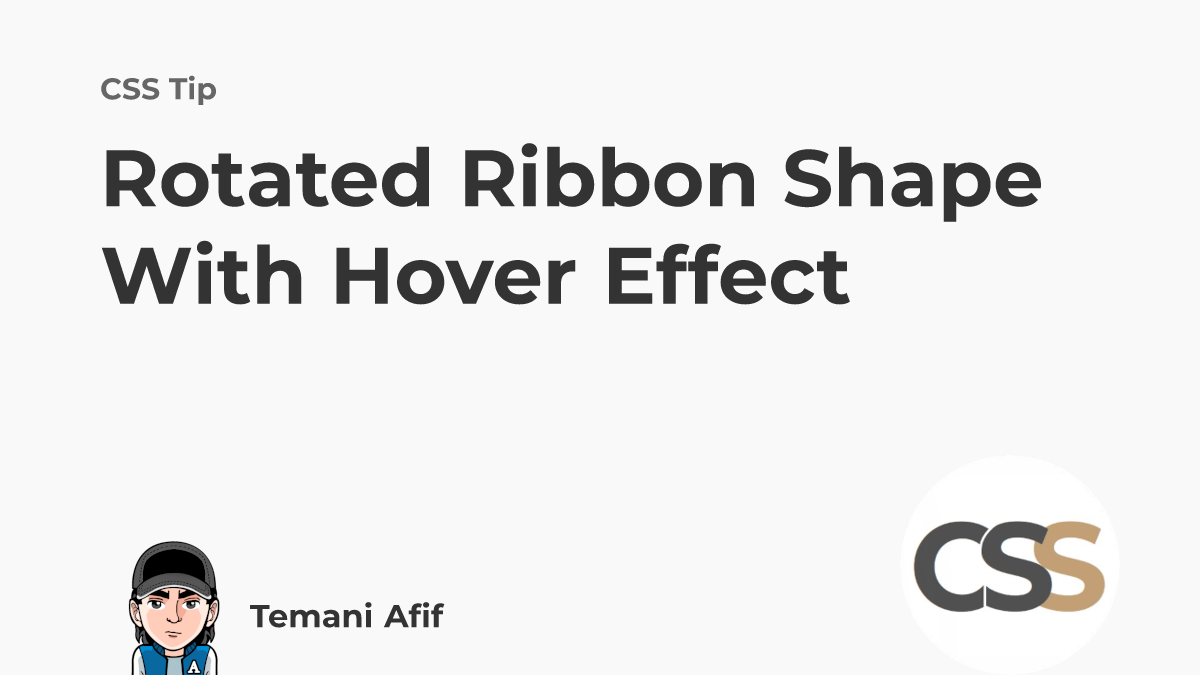 CSS Tip
Rotated Ribbon Shape
With Hover Effect
A
Temani Afif
CSS